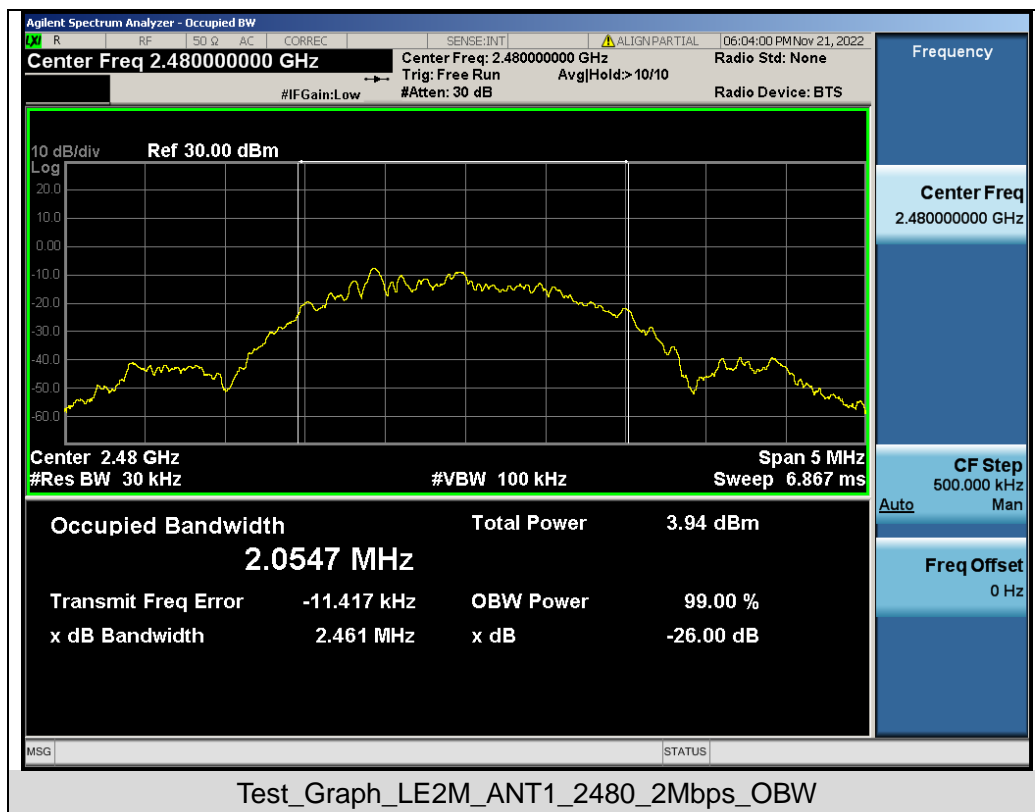 Agilent Spectrum Analyzer - Occupied BW
LXI R RF 50 Ω AC CORREC SENSE:INT ALIGN PARTIAL 06:04:00 PM Nov 21, 2022
Center Freq 2.480000000 GHz
Center Freq: 2.480000000 GHz
Radio Std: None
Trig: Free Run Avg|Hold:> 10/10
#IFGain:Low
#Atten: 30 dB
Radio Device: BTS
10 dB/div Ref 30.00 dBm
Log
20.0
10.0
0.00
-10.0
-20.0
-30.0
-40.0
-50.0
-60.0
Center 2.48 GHz
Span 5 MHz
#Res BW 30 kHz
#VBW 100 kHz
Sweep 6.867 ms
Occupied Bandwidth
2.0547 MHz
Total Power 3.94 dBm
Transmit Freq Error -11.417 kHz
OBW Power 99.00 %
x dB Bandwidth 2.461 MHz
x dB -26.00 dB
Frequency
Center Freq
2.480000000 GHz
CF Step
500.000 kHz
Auto Man
Freq Offset
0 Hz
MSG
STATUS
Test_Graph_LE2M_ANT1_2480_2Mbps_OBW